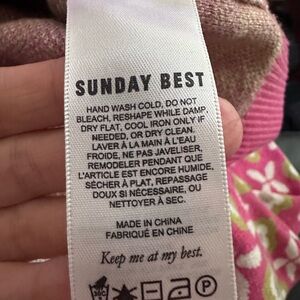 SUNDAY BEST
HAND WASH COLD, DO NOT
BLEACH, RESHAPE WHILE DAMP,
DRY FLAT, COOL IRON ONLY IF
NEEDED, OR DRY CLEAN.
LAVER À LA MAIN À L'EAU
FROIDE, NE PAS JAVELISER,
REMODELER PENDANT QUE
L'ARTICLE EST ENCORE HUMIDE,
SÉCHER À PLAT, REPASSAGE
DOUX SI NÉCESSAIRE, OU
NETTOYER À SEC.
MADE IN CHINA
FABRIQUÉ EN CHINE
Keep me at my best.